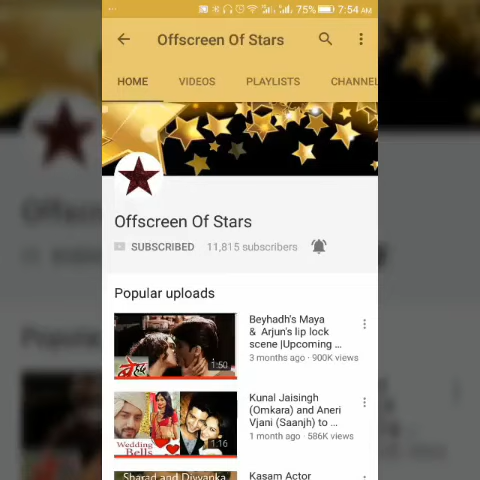 75% 7:54 AM
Offscreen Of Stars
HOME VIDEOS PLAYLISTS CHANNEL
Offscreen Of Stars
SUBSCRIBED 11,815 subscribers
Popular uploads
Beyhadh's Maya
& Arjun's lip lock
scene |Upcoming ...
3 months ago · 900K views
1:50
Kunal Jaisingh
(Omkara) and Aneri
Vjani (Saanjh) to ...
1 month ago · 586K views
Wedding
Bells
1:16
Sharad and Divyanka
Kasam Actor